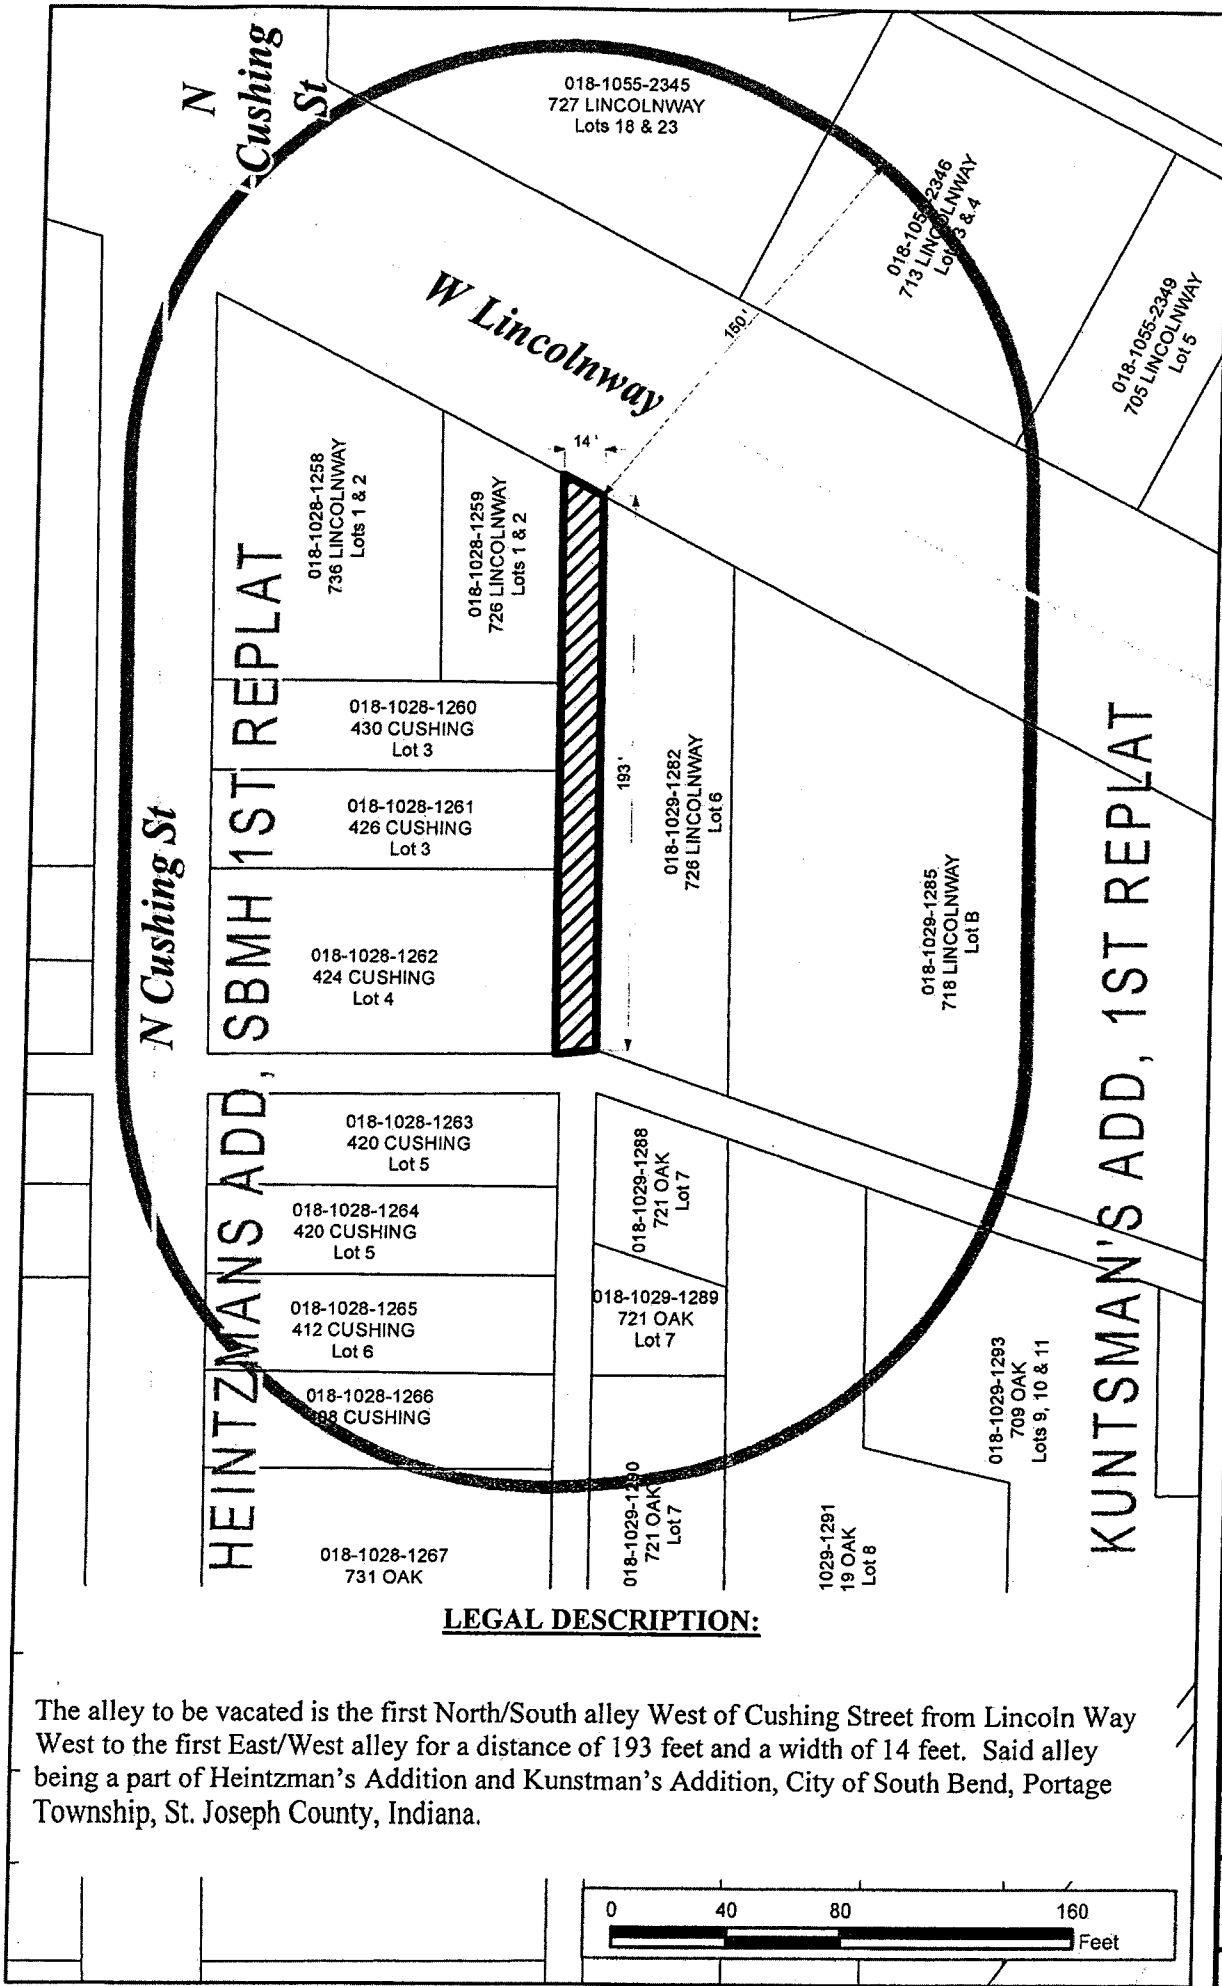 N
Cushing
St
018-1055-2345
727 LINCOLNWAY
Lots 18 & 23
713 LINCOLNWAY
018-1055-2349
705 LINCOLNWAY
Lot 5
W Lincolnway
150'
14 '
018-1028-1258
736 LINCOLNWAY
Lots 1 & 2
018-1028-1259
726 LINCOLNWAY
Lots 1 & 2
018-1028-1260
430 CUSHING
Lot 3
018-1028-1261
426 CUSHING
Lot 3
018-1028-1262
424 CUSHING
Lot 4
193'
018-1029-1282
726 LINCOLNWAY
Lot 6
018-1029-1285
718 LINCOLNWAY
Lot B
N Cushing St
HEINTZMANS ADD, SBMH 1ST REPLAT
KUNTSMAN'S ADD, 1ST REPLAT
018-1028-1263
420 CUSHING
Lot 5
018-1028-1264
420 CUSHING
Lot 5
018-1028-1265
412 CUSHING
Lot 6
018-1028-1266
CUSHING
018-1028-1267
731 OAK
018-1029-1288
721 OAK
Lot 7
018-1029-1289
721 OAK
Lot 7
018-1029-1290
721 OAK
Lot 7
1029-1291
19 OAK
Lot 8
018-1029-1293
709 OAK
Lots 9, 10 & 11
LEGAL DESCRIPTION:
The alley to be vacated is the first North/South alley West of Cushing Street from Lincoln Way
West to the first East/West alley for a distance of 193 feet and a width of 14 feet. Said alley
being a part of Heintzman's Addition and Kunstman's Addition, City of South Bend, Portage
Township, St. Joseph County, Indiana.
0 40 80 160
Feet